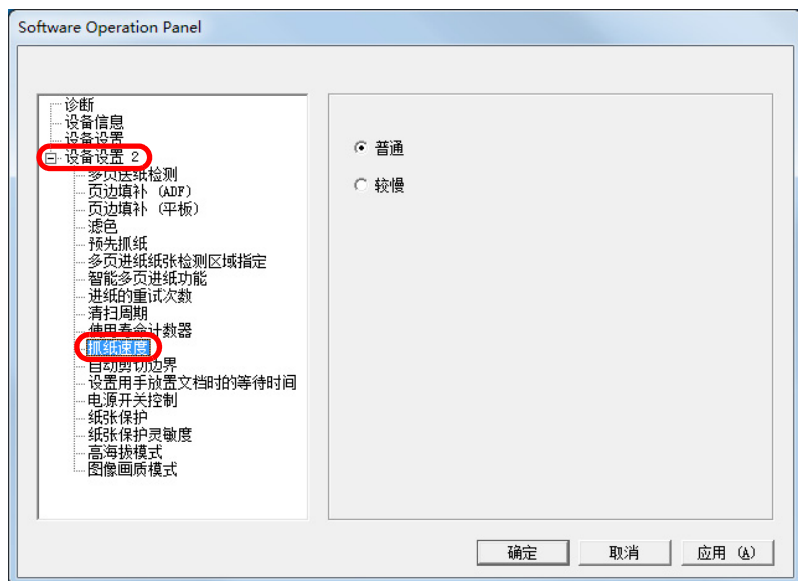 Software Operation Panel
诊断
设备信息
设备设置
设备设置 2
多页送纸检测
页边填补 (ADF)
页边填补 (平板)
滤色
预先抓纸
多页进纸纸张检测区域指定
智能多页进纸功能
进纸的重试次数
清扫周期
使用寿命计数器
抓纸速度
自动剪切边界
设置用手放置文档时的等待时间
电源开关控制
纸张保护
纸张保护灵敏度
高海拔模式
图像画质模式
普通
较慢
确定
取消
应用 (A)